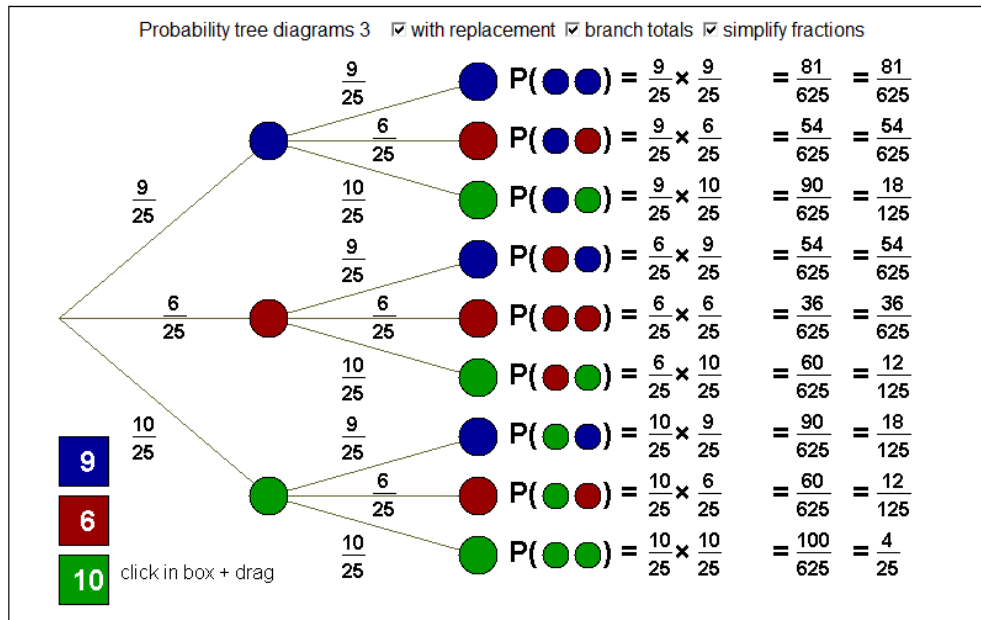 Probability tree diagrams 3 with replacement branch totals simplify fractions
9/25 P( ) = 9/25 × 9/25 = 81/625 = 81/625
6/25 P( ) = 9/25 × 6/25 = 54/625 = 54/625
9/25 10/25 P( ) = 9/25 × 10/25 = 90/625 = 18/125
9/25 P( ) = 6/25 × 9/25 = 54/625 = 54/625
6/25 6/25 P( ) = 6/25 × 6/25 = 36/625 = 36/625
10/25 P( ) = 6/25 × 10/25 = 60/625 = 12/125
10/25 9/25 P( ) = 10/25 × 9/25 = 90/625 = 18/125
9
6/25 P( ) = 10/25 × 6/25 = 60/625 = 12/125
6
10/25 P( ) = 10/25 × 10/25 = 100/625 = 4/25
10 click in box + drag